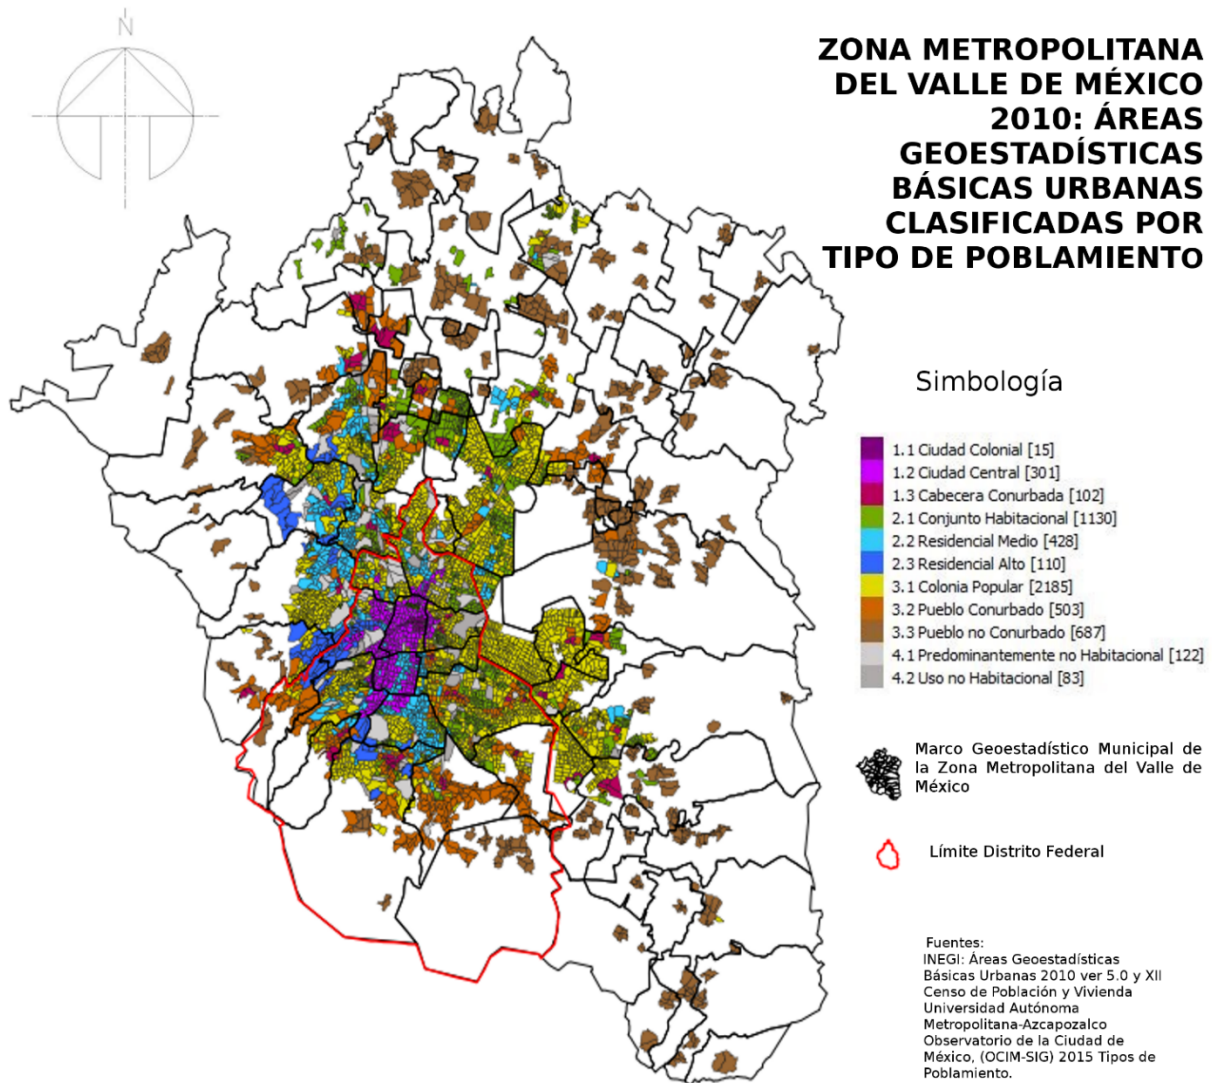 N
ZONA METROPOLITANA
DEL VALLE DE MÉXICO
2010: ÁREAS
GEOESTADÍSTICAS
BÁSICAS URBANAS
CLASIFICADAS POR
TIPO DE POBLAMIENTO
Simbología
1.1 Ciudad Colonial [15]
1.2 Ciudad Central [301]
1.3 Cabecera Conurbada [102]
2.1 Conjunto Habitacional [1130]
2.2 Residencial Medio [428]
2.3 Residencial Alto [110]
3.1 Colonia Popular [2185]
3.2 Pueblo Conurbado [503]
3.3 Pueblo no Conurbado [687]
4.1 Predominantemente no Habitacional [122]
4.2 Uso no Habitacional [83]
Marco Geoestadístico Municipal de
la Zona Metropolitana del Valle de
México
Límite Distrito Federal
Fuentes:
INEGI: Áreas Geoestadísticas
Básicas Urbanas 2010 ver 5.0 y XII
Censo de Población y Vivienda
Universidad Autónoma
Metropolitana-Azcapozalco
Observatorio de la Ciudad de
México, (OCIM-SIG) 2015 Tipos de
Poblamiento.